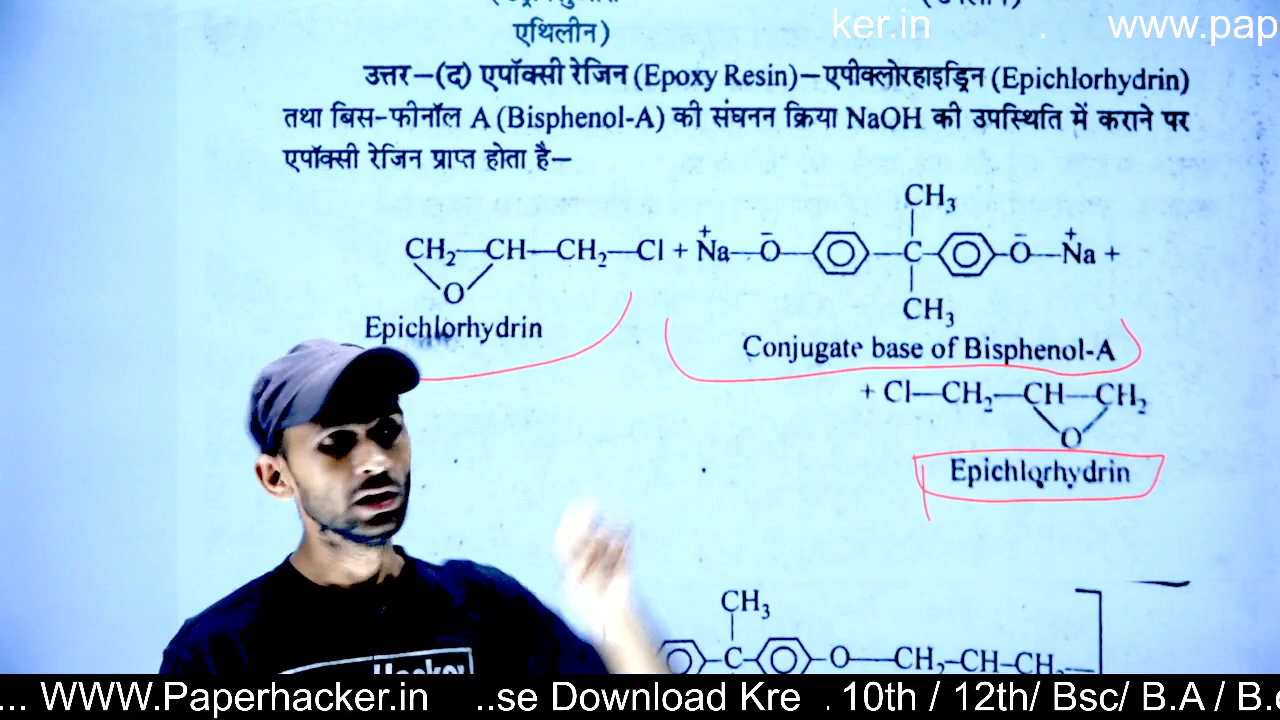 ker.in . www.pap
एथिलीन)
उत्तर –(द) एपॉक्सी रेजिन (Epoxy Resin)–एपीक्लोरहाइड्रिन (Epichlorhydrin)
तथा बिस-फीनॉल A (Bisphenol-A) की संघनन क्रिया NaOH की उपस्थिति में कराने पर
एपॉक्सी रेजिन प्राप्त होता है–
CH3
CH2—CH—CH2—Cl + Na+—O-— —C— —O-—Na+ +
O
CH3
Epichlorhydrin
Conjugate base of Bisphenol-A
+ Cl—CH2—CH—CH2
O
Epichlorhydrin
CH3
–C– –O—CH2–CH–CH2—
Hacker
... WWW.Paperhacker.in ..se Download Kre . 10th / 12th/ Bsc/ B.A / B.c